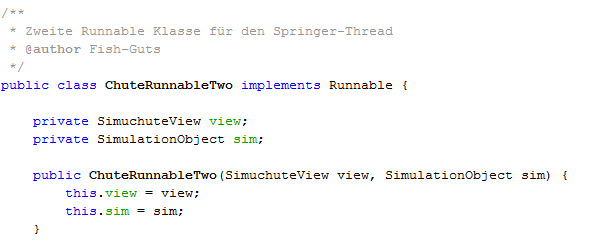 /**
 * Zweite Runnable Klasse für den Springer-Thread
 * @author Fish-Guts
 */
public class ChuteRunnableTwo implements Runnable {
    private SimuchuteView view;
    private SimulationObject sim;
    public ChuteRunnableTwo(SimuchuteView view, SimulationObject sim) {
        this.view = view;
        this.sim = sim;
    }